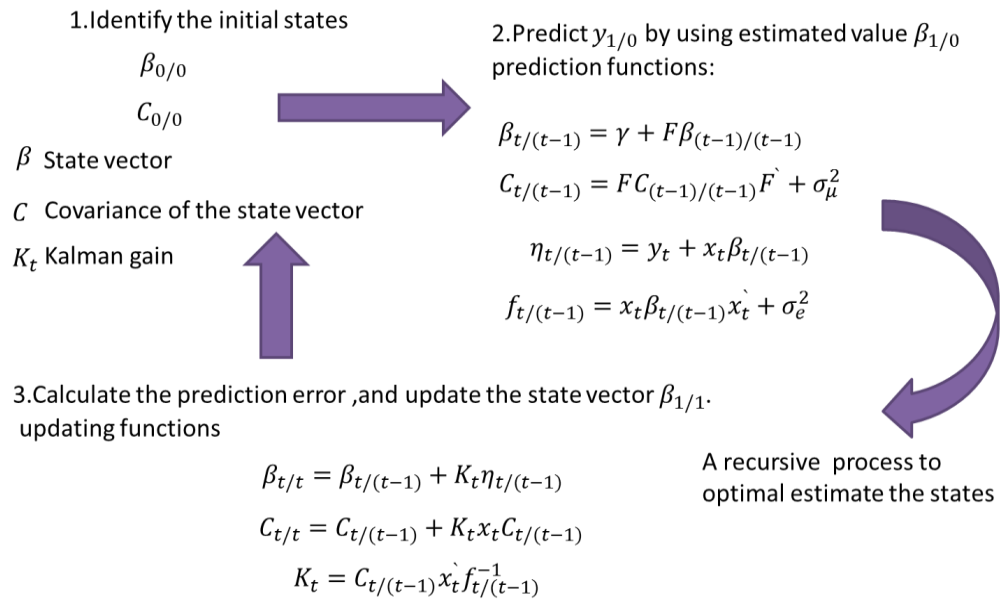 1.Identify the initial states
β₀/₀
C₀/₀
β State vector
C Covariance of the state vector
Kₜ Kalman gain
2.Predict y₁/₀ by using estimated value β₁/₀
prediction functions:
βₜ/₍ₜ₋₁₎ = γ + Fβ₍ₜ₋₁₎/₍ₜ₋₁₎
Cₜ/₍ₜ₋₁₎ = FC₍ₜ₋₁₎/₍ₜ₋₁₎F` + σ²_μ
ηₜ/₍ₜ₋₁₎ = yₜ + xₜβₜ/₍ₜ₋₁₎
fₜ/₍ₜ₋₁₎ = xₜβₜ/₍ₜ₋₁₎xₜ` + σ²ₑ
3.Calculate the prediction error ,and update the state vector β₁/₁.
updating functions
βₜ/ₜ = βₜ/₍ₜ₋₁₎ + Kₜηₜ/₍ₜ₋₁₎
Cₜ/ₜ = Cₜ/₍ₜ₋₁₎ + KₜxₜCₜ/₍ₜ₋₁₎
Kₜ = Cₜ/₍ₜ₋₁₎xₜ`f⁻¹ₜ/₍ₜ₋₁₎
A recursive process to
optimal estimate the states